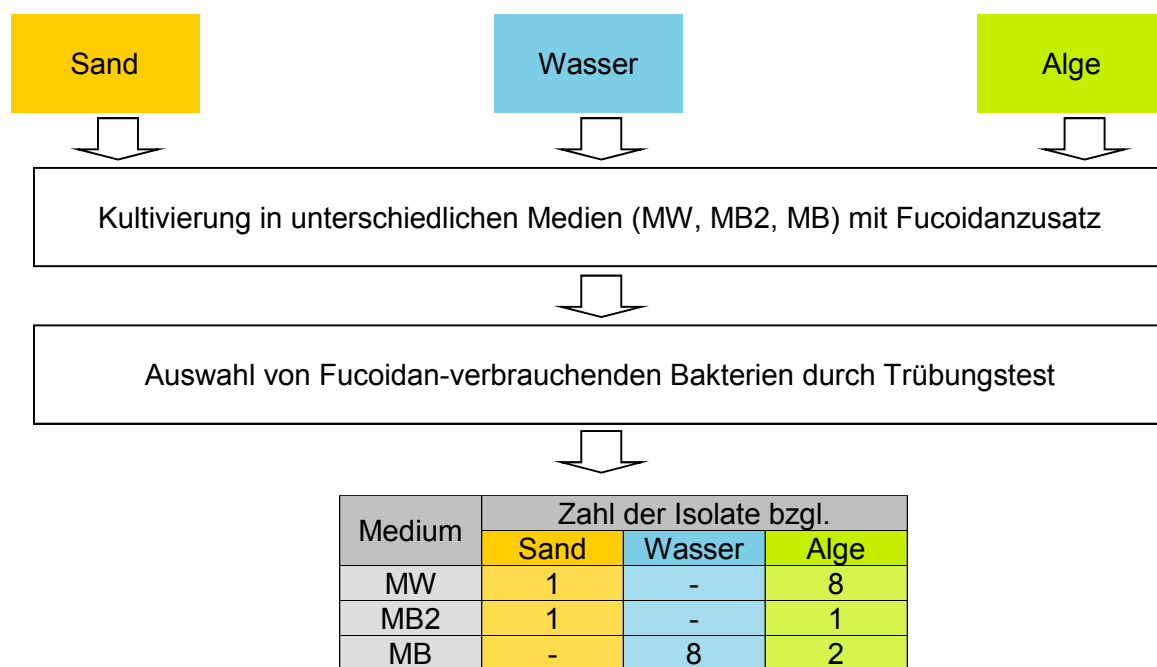 Sand Wasser Alge
Kultivierung in unterschiedlichen Medien (MW, MB2, MB) mit Fucoidanzusatz
Auswahl von Fucoidan-verbrauchenden Bakterien durch Trübungstest
Medium Zahl der Isolate bzgl.
Sand Wasser Alge
MW 1 - 8
MB2 1 - 1
MB - 8 2